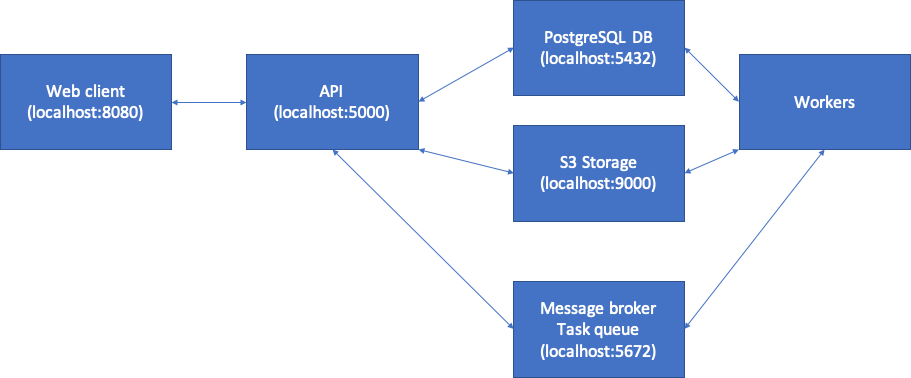 Web client
(localhost:8080)
API
(localhost:5000)
PostgreSQL DB
(localhost:5432)
S3 Storage
(localhost:9000)
Message broker
Task queue
(localhost:5672)
Workers